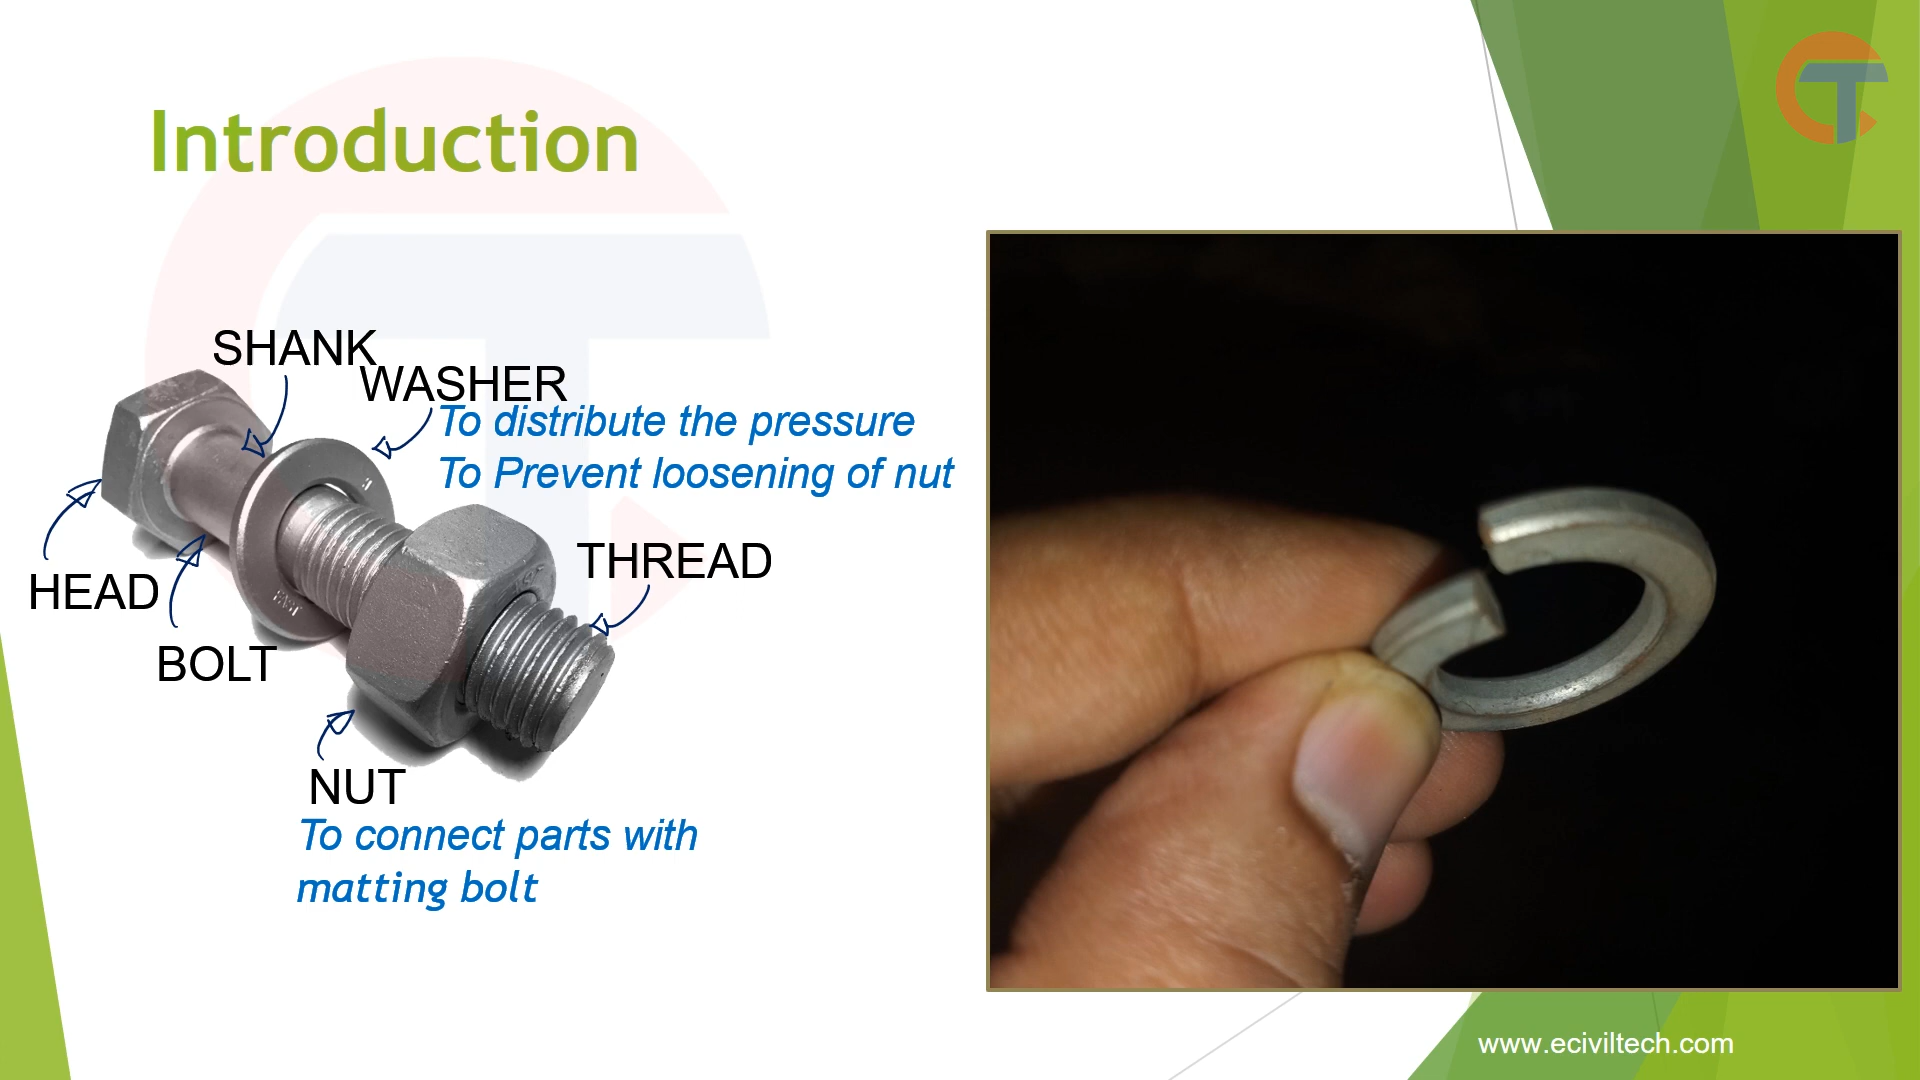 Introduction
SHANK
WASHER
To distribute the pressure
To Prevent loosening of nut
THREAD
HEAD
BOLT
NUT
To connect parts with
matting bolt
www.eciviltech.com